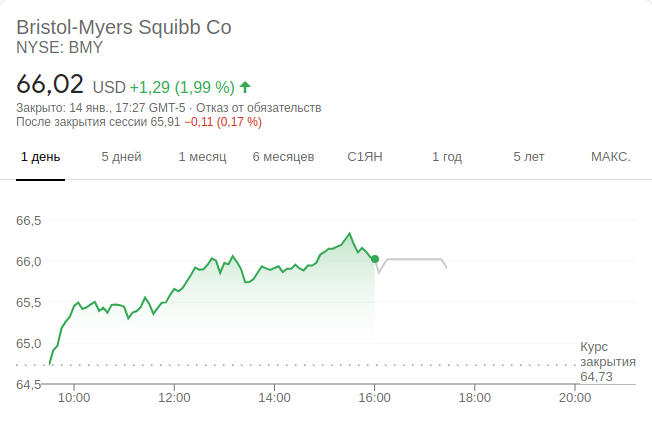 Bristol-Myers Squibb Co
NYSE: BMY
66,02 USD +1,29 (1,99 %)
Закрыто: 14 янв., 17:27 GMT-5 · Отказ от обязательств
После закрытия сессии 65,91 −0,11 (0,17 %)
1 день 5 дней 1 месяц 6 месяцев С1ЯН 1 год 5 лет МАКС.
66,5
66,0
65,5
65,0
Курс
закрытия
64,73
64,5
10:00 12:00 14:00 16:00 18:00 20:00